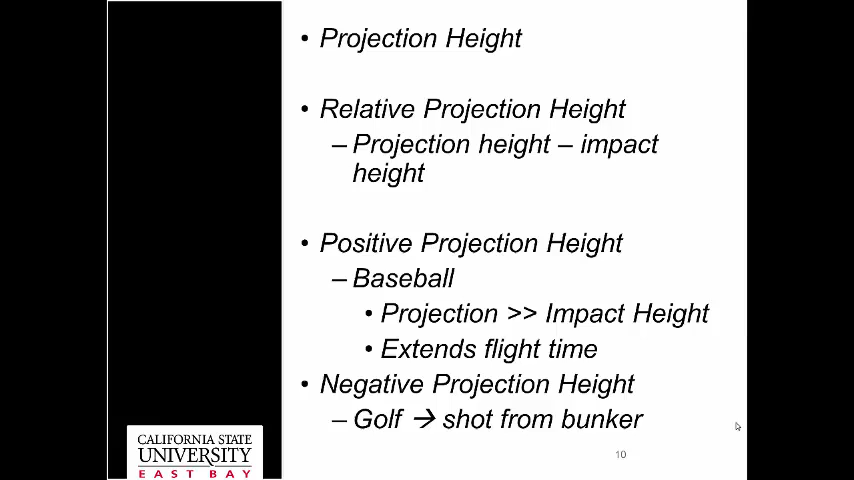 • Projection Height
• Relative Projection Height
– Projection height – impact
height
• Positive Projection Height
– Baseball
• Projection >> Impact Height
• Extends flight time
• Negative Projection Height
– Golf → shot from bunker
CALIFORNIA STATE
UNIVERSITY
EAST BAY
10